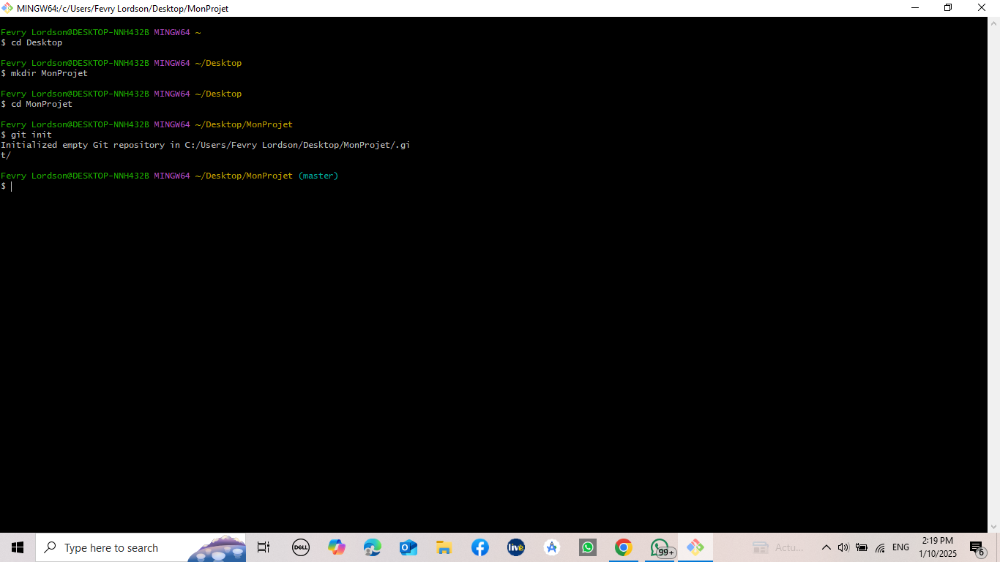 MINGW64:/c/Users/Fevry Lordson/Desktop/MonProjet
Fevry Lordson@DESKTOP-NNH432B MINGW64 ~
$ cd Desktop
Fevry Lordson@DESKTOP-NNH432B MINGW64 ~/Desktop
$ mkdir MonProjet
Fevry Lordson@DESKTOP-NNH432B MINGW64 ~/Desktop
$ cd MonProjet
Fevry Lordson@DESKTOP-NNH432B MINGW64 ~/Desktop/MonProjet
$ git init
Initialized empty Git repository in C:/Users/Fevry Lordson/Desktop/MonProjet/.gi
t/
Fevry Lordson@DESKTOP-NNH432B MINGW64 ~/Desktop/MonProjet (master)
$
Type here to search
DELL
live
99+
Actu...
ENG
2:19 PM
1/10/2025
6